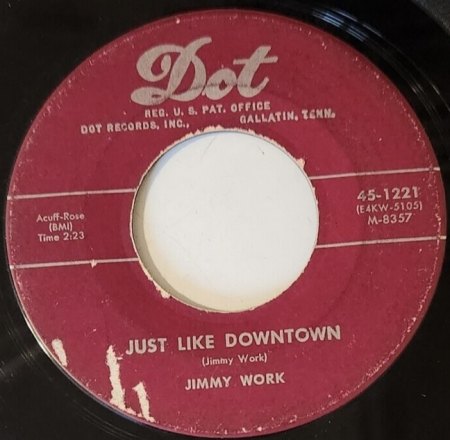 Dot
REG. U. S. PAT. OFFICE
DOT RECORDS, INC., GALLATIN, TENN.
Acuff-Rose
(BMI)
Time 2:23
45-1221
(E4KW-5105)
M-8357
JUST LIKE DOWNTOWN
(Jimmy Work)
JIMMY WORK